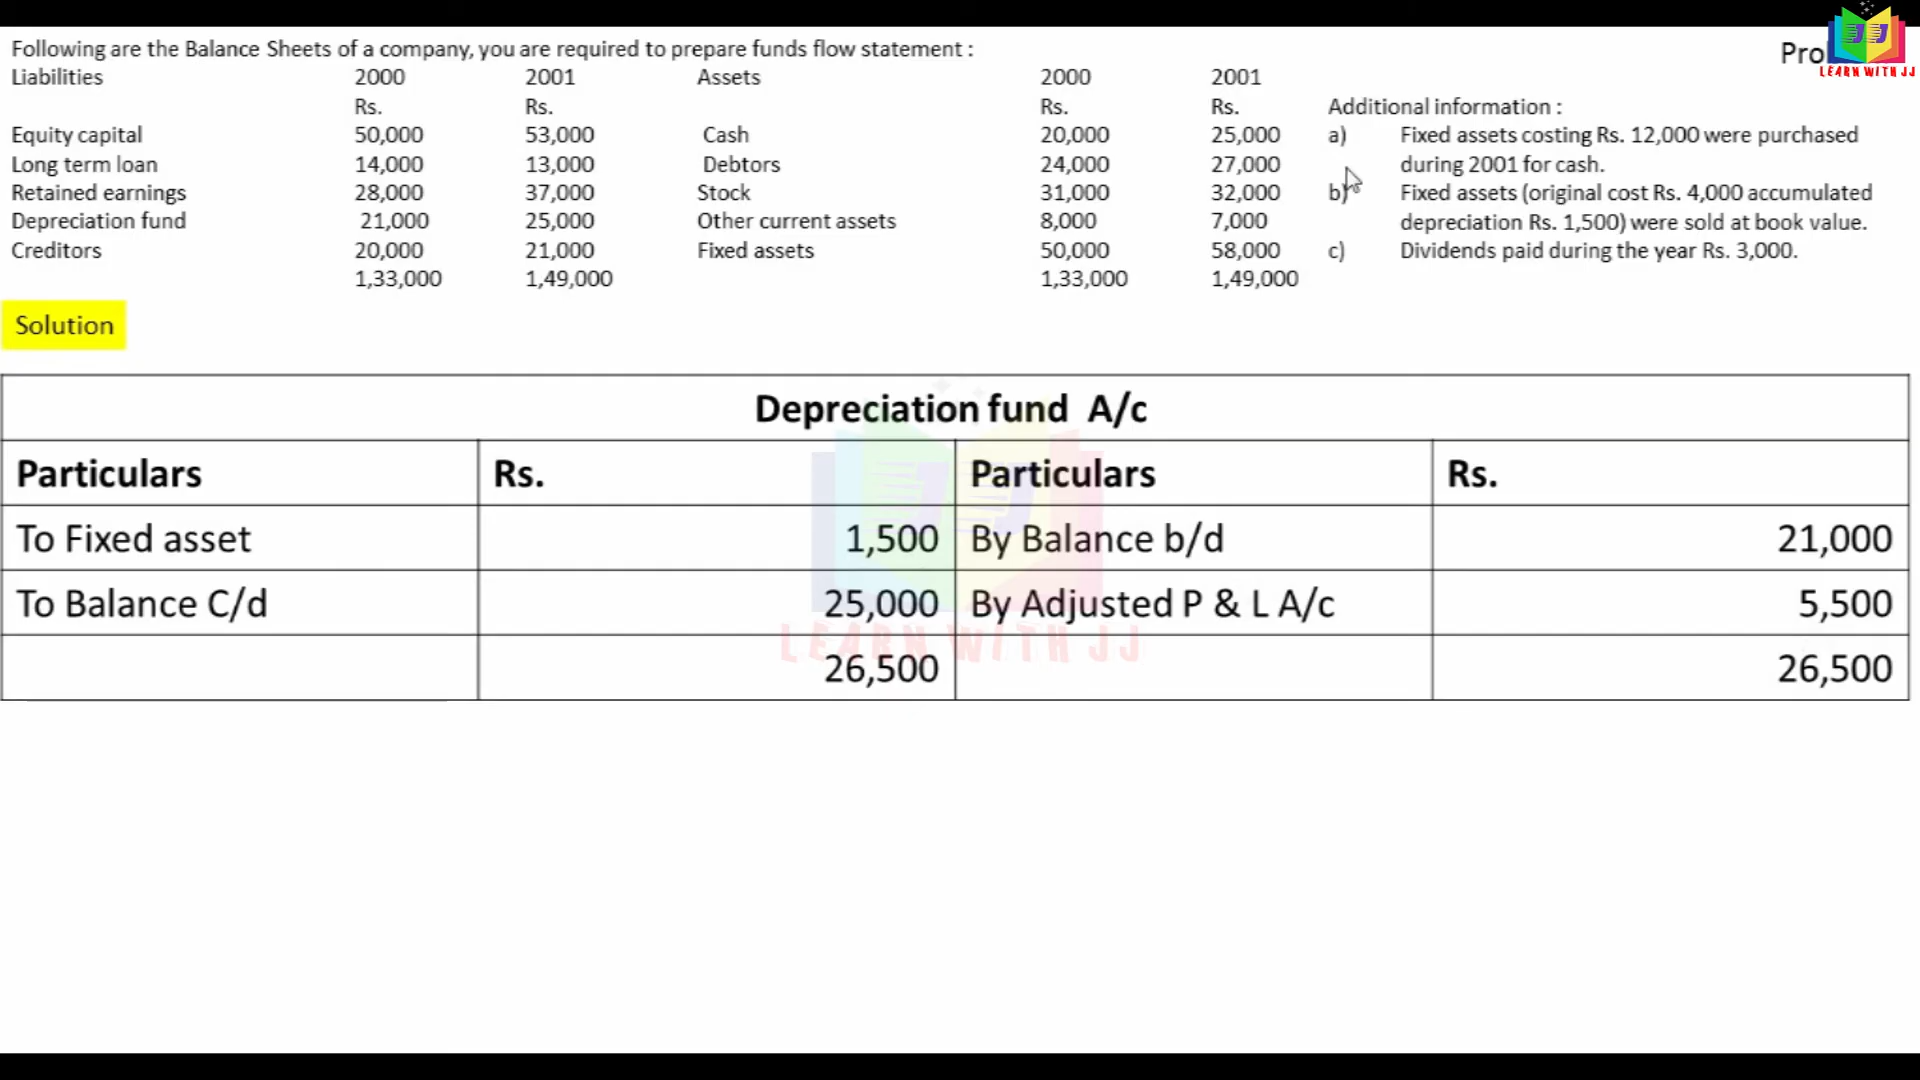 Following are the Balance Sheets of a company, you are required to prepare funds flow statement :
Pro
LEARN WITH JJ
Liabilities 2000 2001 Assets 2000 2001
Rs. Rs. Rs. Rs. Additional information :
Equity capital 50,000 53,000 Cash 20,000 25,000 a) Fixed assets costing Rs. 12,000 were purchased
Long term loan 14,000 13,000 Debtors 24,000 27,000 during 2001 for cash.
Retained earnings 28,000 37,000 Stock 31,000 32,000 b) Fixed assets (original cost Rs. 4,000 accumulated
Depreciation fund 21,000 25,000 Other current assets 8,000 7,000 depreciation Rs. 1,500) were sold at book value.
Creditors 20,000 21,000 Fixed assets 50,000 58,000 c) Dividends paid during the year Rs. 3,000.
1,33,000 1,49,000 1,33,000 1,49,000
Solution
Depreciation fund A/c
Particulars Rs. Particulars Rs.
To Fixed asset 1,500 By Balance b/d 21,000
To Balance C/d 25,000 By Adjusted P & L A/c 5,500
LEARN WITH JJ
26,500 26,500